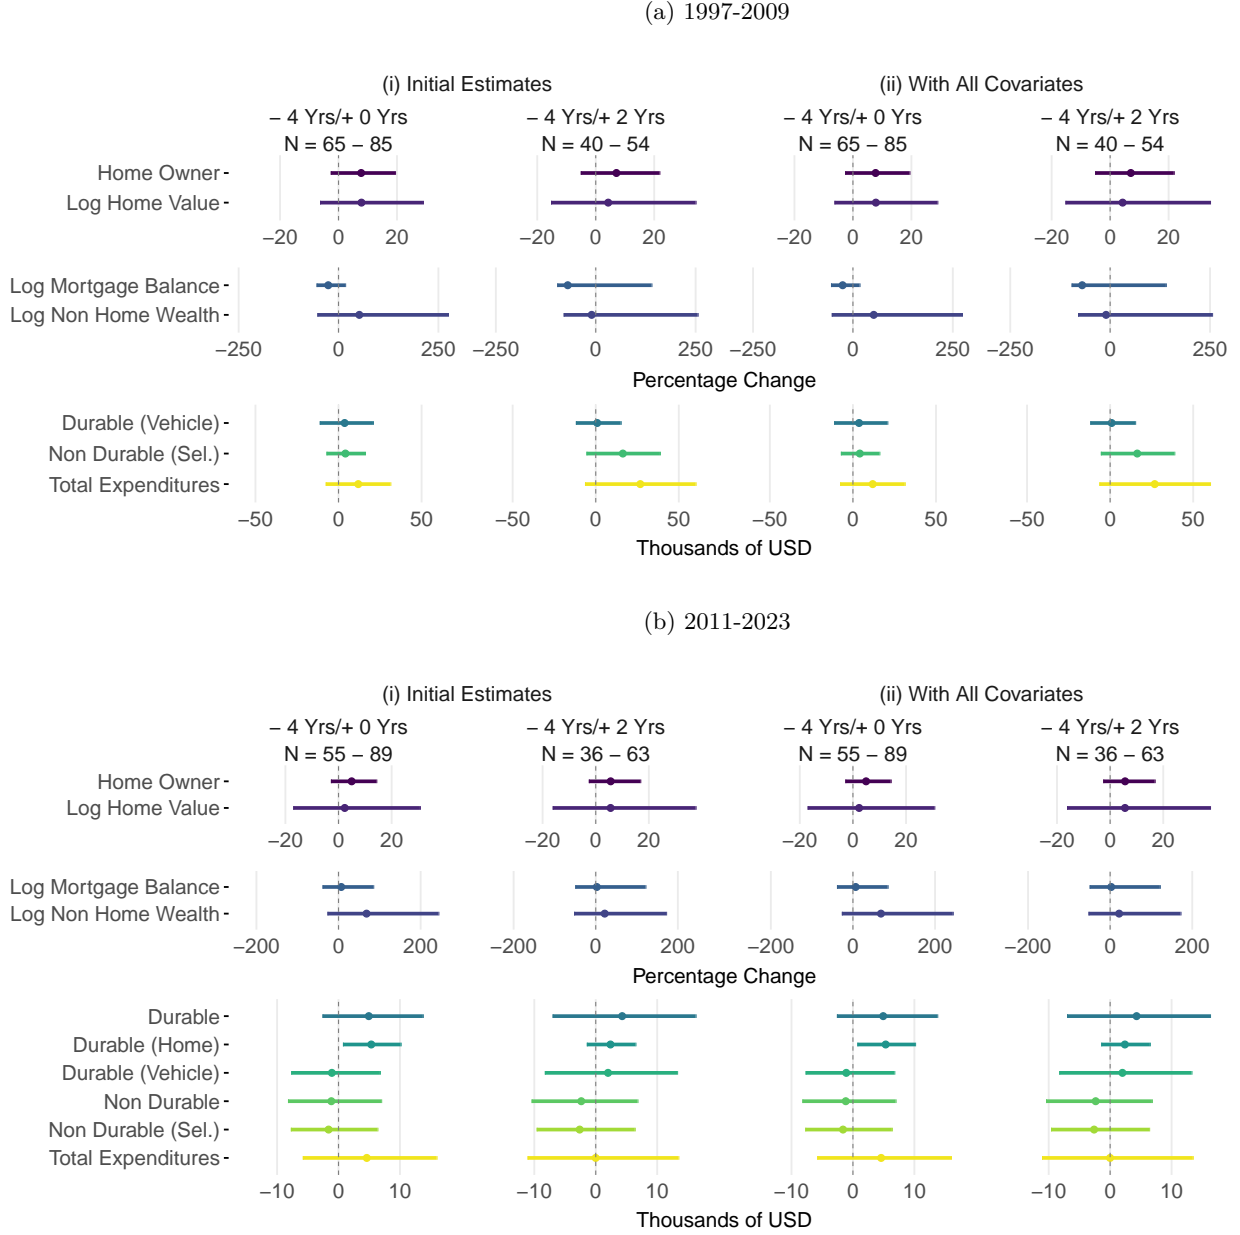 (a) 1997-2009
(i) Initial Estimates (ii) With All Covariates
− 4 Yrs/+ 0 Yrs − 4 Yrs/+ 2 Yrs − 4 Yrs/+ 0 Yrs − 4 Yrs/+ 2 Yrs
N = 65 − 85 N = 40 − 54 N = 65 − 85 N = 40 − 54
Home Owner
Log Home Value
−20 0 20 −20 0 20 −20 0 20 −20 0 20
Log Mortgage Balance
Log Non Home Wealth
−250 0 250 −250 0 250 −250 0 250 −250 0 250
Percentage Change
Durable (Vehicle)
Non Durable (Sel.)
Total Expenditures
−50 0 50 −50 0 50 −50 0 50 −50 0 50
Thousands of USD
(b) 2011-2023
(i) Initial Estimates (ii) With All Covariates
− 4 Yrs/+ 0 Yrs − 4 Yrs/+ 2 Yrs − 4 Yrs/+ 0 Yrs − 4 Yrs/+ 2 Yrs
N = 55 − 89 N = 36 − 63 N = 55 − 89 N = 36 − 63
Home Owner
Log Home Value
−20 0 20 −20 0 20 −20 0 20 −20 0 20
Log Mortgage Balance
Log Non Home Wealth
−200 0 200 −200 0 200 −200 0 200 −200 0 200
Percentage Change
Durable
Durable (Home)
Durable (Vehicle)
Non Durable
Non Durable (Sel.)
Total Expenditures
−10 0 10 −10 0 10 −10 0 10 −10 0 10
Thousands of USD